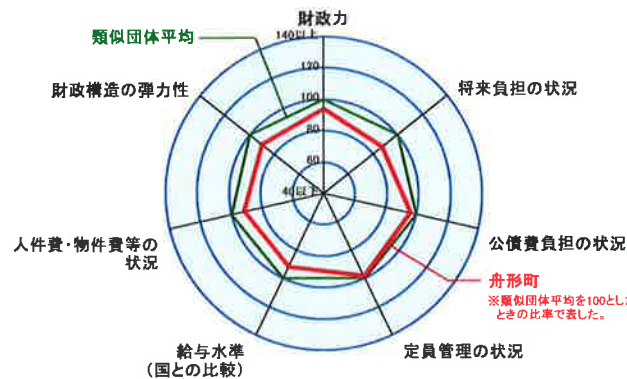 財政力
140以上
類似団体平均
120
将来負担の状況
財政構造の弾力性
100
80
60
40以上
人件費・物件費等の
状況
公債費負担の状況
舟形町
※類似団体平均を100とした
ときの比率で表した。
給与水準
(国との比較)
定員管理の状況